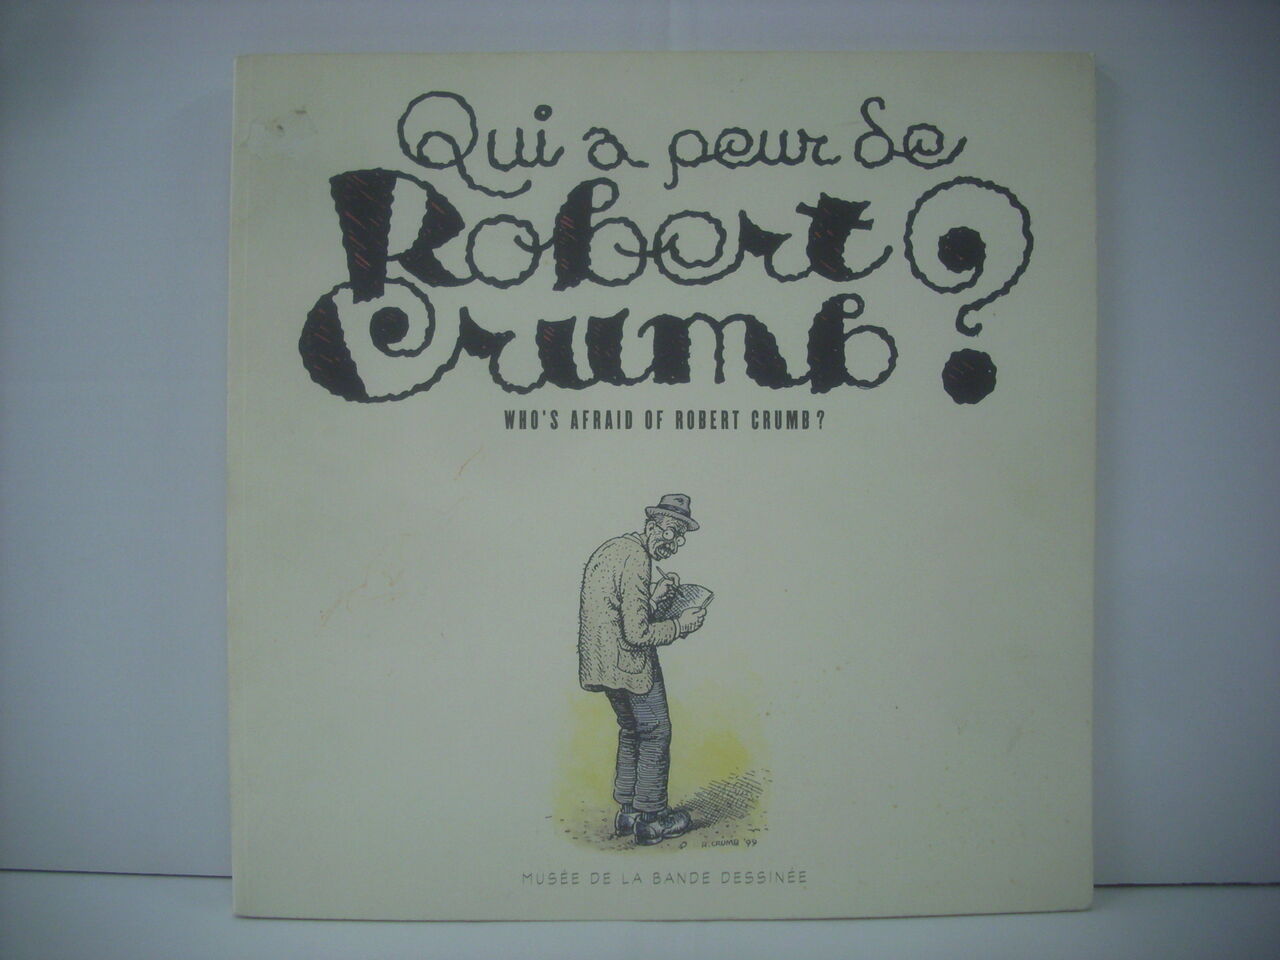 Qui a peur de
Robert
Crumb ?
WHO'S AFRAID OF ROBERT CRUMB ?
R. CRUMB '99
MUSÉE DE LA BANDE DESSINÉE